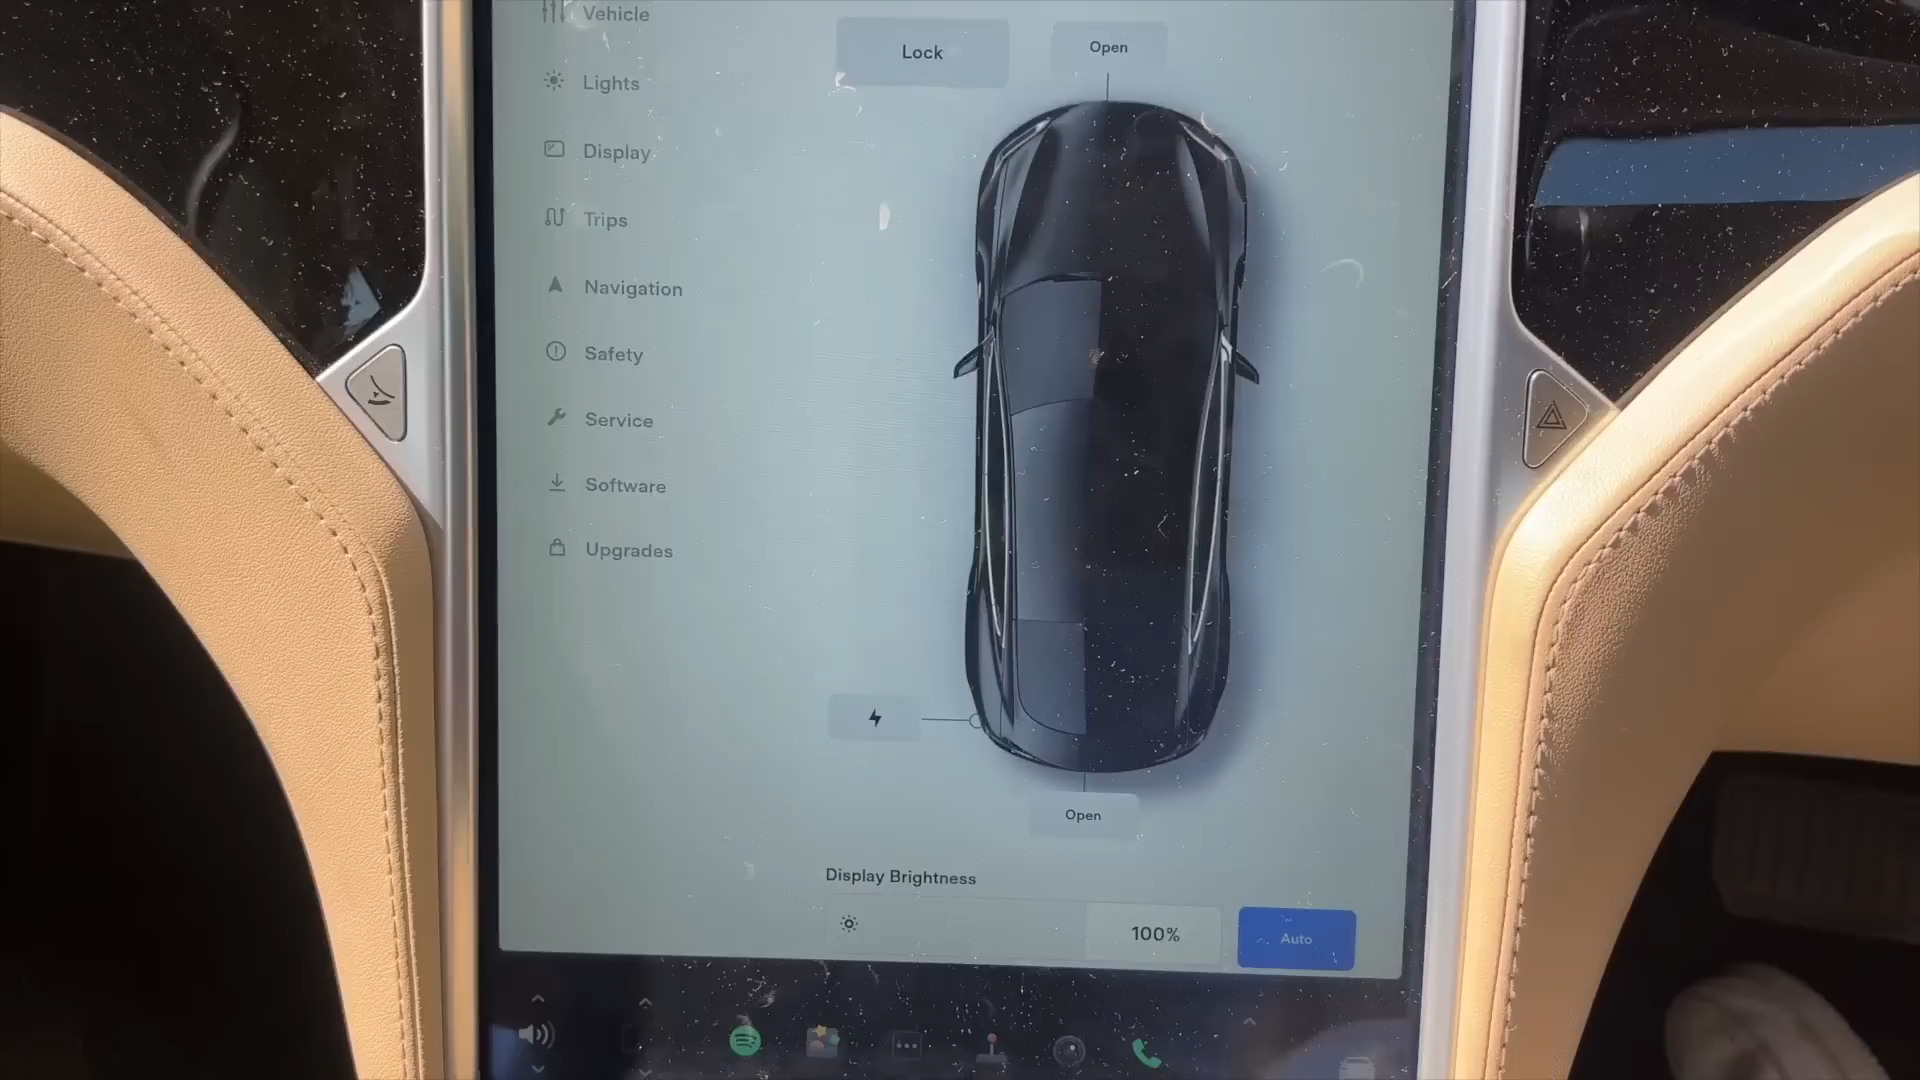 Vehicle
Lights
Display
Trips
Navigation
Safety
Service
Software
Upgrades
Lock
Open
Open
Display Brightness
100%
Auto